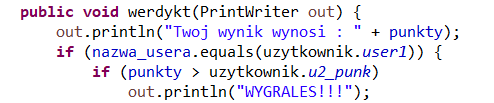 public void werdykt(PrintWriter out) {
out.println("Twoj wynik wynosi : " + punkty);
if (nazwa_usera.equals(uzytkownik.user1)) {
if (punkty > uzytkownik.u2_punk)
out.println("WYGRALES!!!");